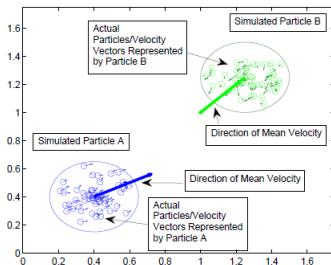 Actual
Particles/Velocity
Vectors Represented
by Particle B
Simulated Particle B
Direction of Mean Velocity
Simulated Particle A
Direction of Mean Velocity
Actual
Particles/Velocity
Vectors Represented
by Particle A
1.6
1.4
1.2
1
0.8
0.6
0.4
0.2
0
0
0.2
0.4
0.6
0.8
1
1.2
1.4
1.6